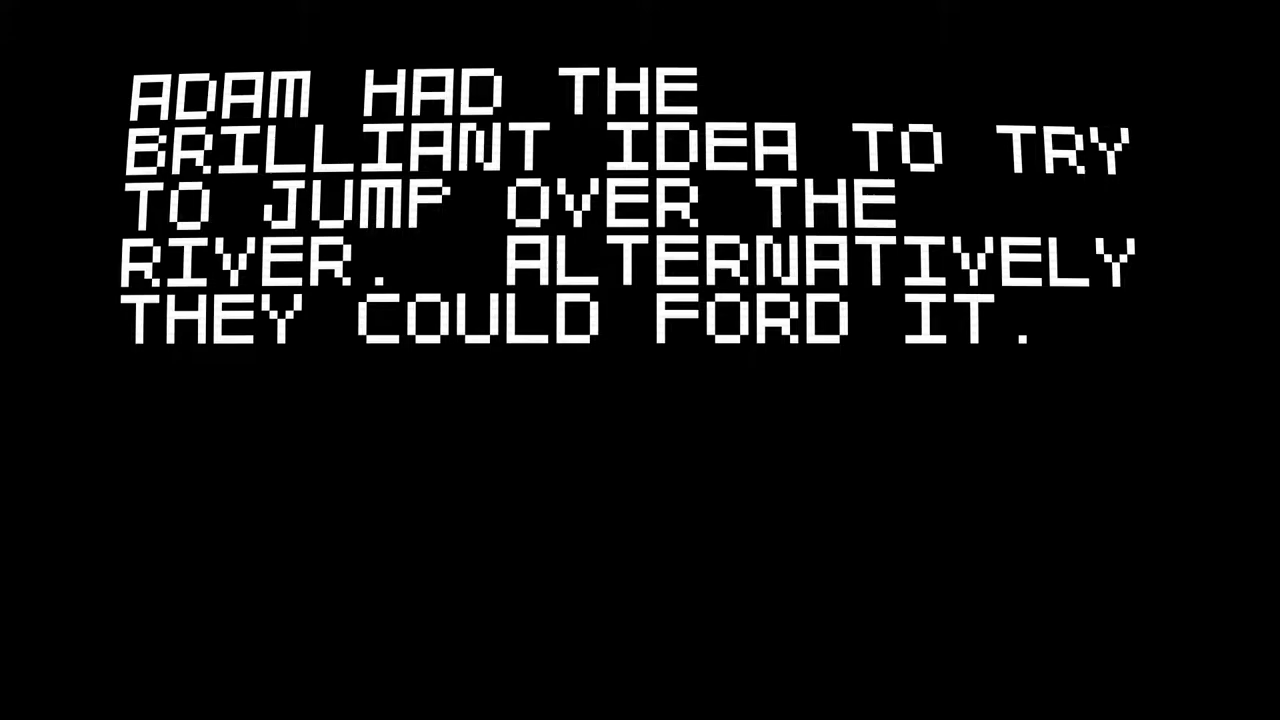 ADAM HAD THE
BRILLIANT IDEA TO TRY
TO JUMP OVER THE
RIVER.  ALTERNATIVELY
THEY COULD FORD IT.